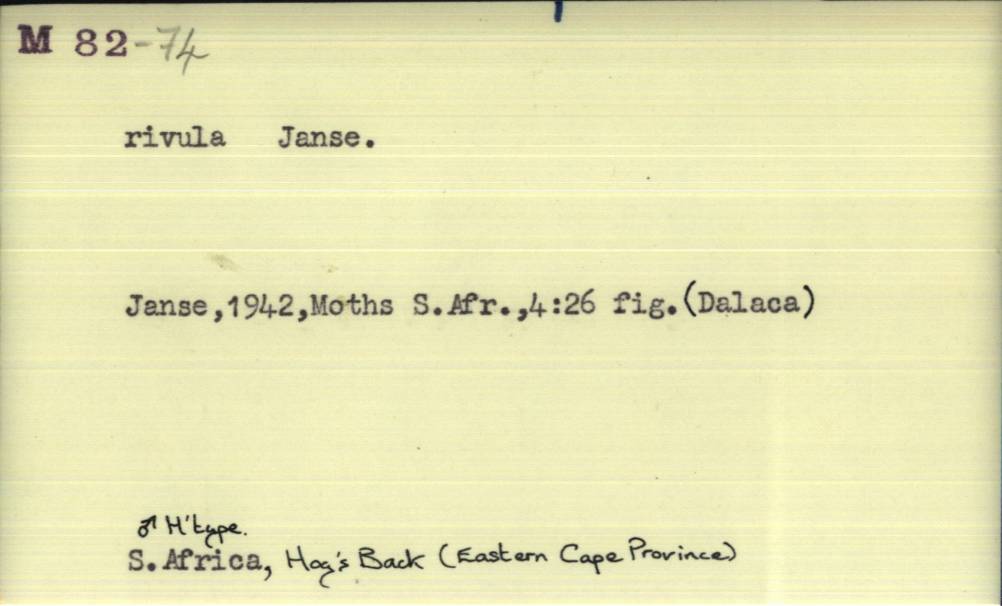 M 82-74
rivula Janse.
Janse,1942,Moths S.Afr.,4:26 fig.(Dalaca)
♂ H'type.
S.Africa, Hog's Back (Eastern Cape Province)